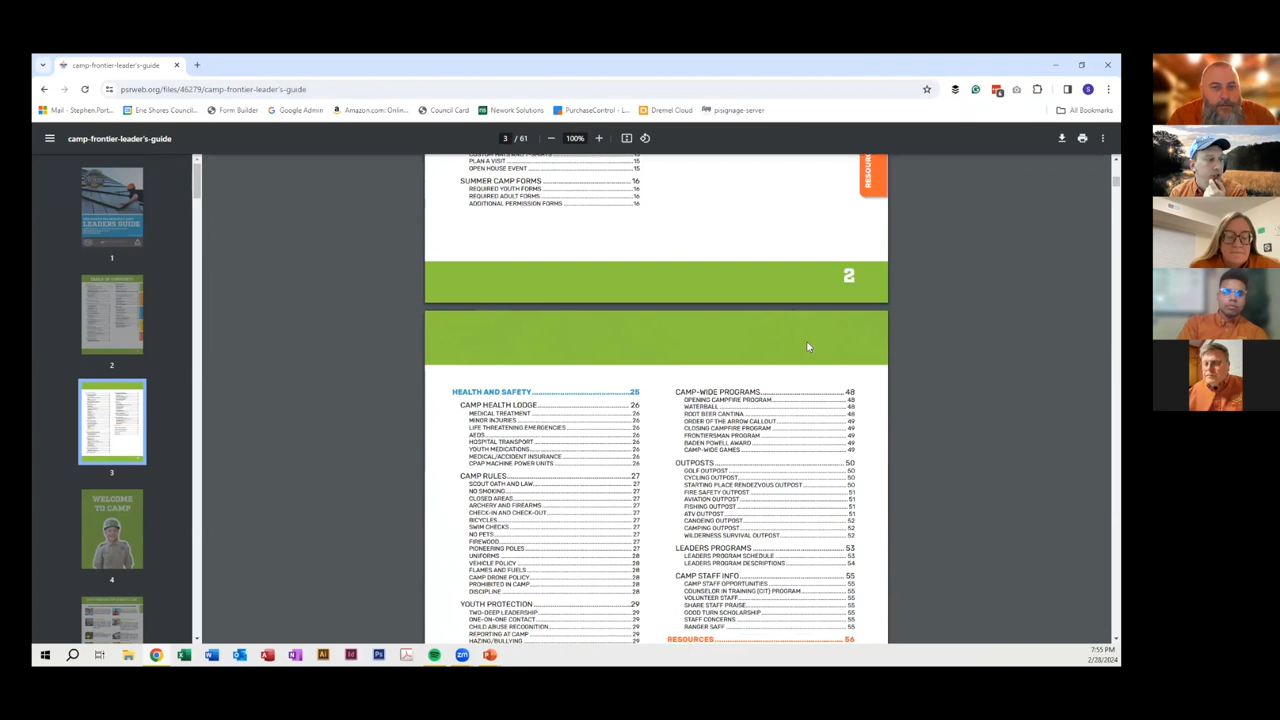 camp-frontier-leader's-guide
psrweb.org/files/46279/camp-frontier-leader's-guide
Mail - Stephen.Port...
Erie Shores Council...
Form Builder
Google Admin
Amazon.com: Onlin...
Council Card
Nework Solutions
PurchaseControl - L...
Dremel Cloud
pisignage-server
All Bookmarks
camp-frontier-leader's-guide
3 / 61
100%
LEADERS GUIDE
1
2
3
WELCOME
TO CAMP
4
PLAN A VISIT 15
OPEN HOUSE EVENT 15
SUMMER CAMP FORMS 16
REQUIRED YOUTH FORMS 16
REQUIRED ADULT FORMS 16
ADDITIONAL PERMISSION FORMS 16
2
HEALTH AND SAFETY 25
CAMP HEALTH LODGE 26
MEDICAL TREATMENT 26
MINOR INJURIES 26
LIFE THREATENING EMERGENCIES 26
AEDS 26
HOSPITAL TRANSPORT 26
YOUTH MEDICATIONS 26
MEDICAL/ACCIDENT INSURANCE 26
CPAP MACHINE POWER UNITS 26
CAMP RULES 27
SCOUT OATH AND LAW 27
NO SMOKING 27
CLOSED AREAS 27
ARCHERY AND FIREARMS 27
CHECK-IN AND CHECK-OUT 27
BICYCLES 27
SWIM CHECKS 27
NO PETS 27
FIREWOOD 27
PIONEERING POLES 27
UNIFORMS 28
VEHICLE POLICY 28
FLAMES AND FUELS 28
CAMP DRONE POLICY 28
PROHIBITED IN CAMP 28
DISCIPLINE 28
YOUTH PROTECTION 29
TWO-DEEP LEADERSHIP 29
ONE-ON-ONE CONTACT 29
CHILD ABUSE RECOGNITION 29
REPORTING AT CAMP 29
HAZING/BULLYING 29
CAMP-WIDE PROGRAMS 48
OPENING CAMPFIRE PROGRAM 48
WATERBALL 48
ROOT BEER CANTINA 48
ORDER OF THE ARROW CALLOUT 49
CLOSING CAMPFIRE PROGRAM 49
FRONTIERSMAN PROGRAM 49
BADEN POWELL AWARD 49
CAMP-WIDE GAMES 49
OUTPOSTS 50
GOLF OUTPOST 50
CYCLING OUTPOST 50
STARTING PLACE RENDEZVOUS OUTPOST 50
FIRE SAFETY OUTPOST 51
AVIATION OUTPOST 51
FISHING OUTPOST 51
ATV OUTPOST 51
CANOEING OUTPOST 52
CAMPING OUTPOST 52
WILDERNESS SURVIVAL OUTPOST 52
LEADERS PROGRAMS 53
LEADERS PROGRAM SCHEDULE 53
LEADERS PROGRAM DESCRIPTIONS 54
CAMP STAFF INFO 55
CAMP STAFF OPPORTUNITIES 55
COUNSELOR IN TRAINING (CIT) PROGRAM 55
VOLUNTEER STAFF 55
SHARE STAFF PRAISE 55
GOOD TURN SCHOLARSHIP 55
STAFF CONCERNS 55
RANGER SAFF 55
RESOURCES 56
7:55 PM
2/28/2024